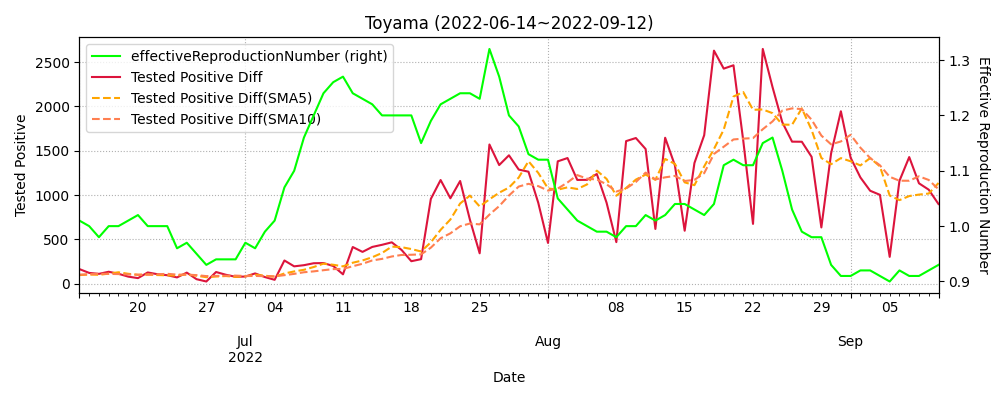 Toyama (2022-06-14~2022-09-12)
effectiveReproductionNumber (right)
Tested Positive Diff
Tested Positive Diff(SMA5)
Tested Positive Diff(SMA10)
Tested Positive
2500
2000
1500
1000
500
0
Effective Reproduction Number
1.3
1.2
1.1
1.0
0.9
20 27 04 11 18 25 08 15 22 29 05
Jul Aug Sep
2022
Date